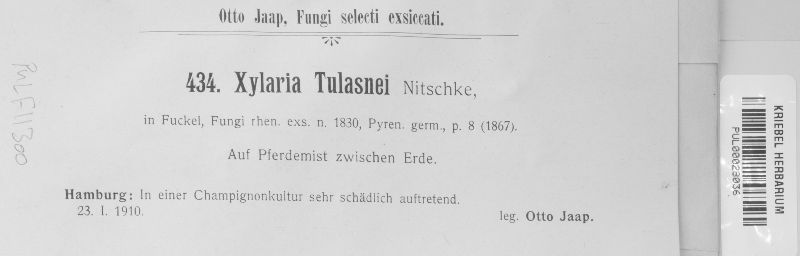 Otto Jaap, Fungi selecti exsiccati.
434. Xylaria Tulasnei Nitschke,
in Fuckel, Fungi rhen. exs. n. 1830, Pyren. germ., p. 8 (1867).
Auf Pferdemist zwischen Erde.
Hamburg: In einer Champignonkultur sehr schädlich auftretend.
23. I. 1910.
leg. Otto Jaap.
PULF11300
KRIEBEL HERBARIUM
PUL00023036